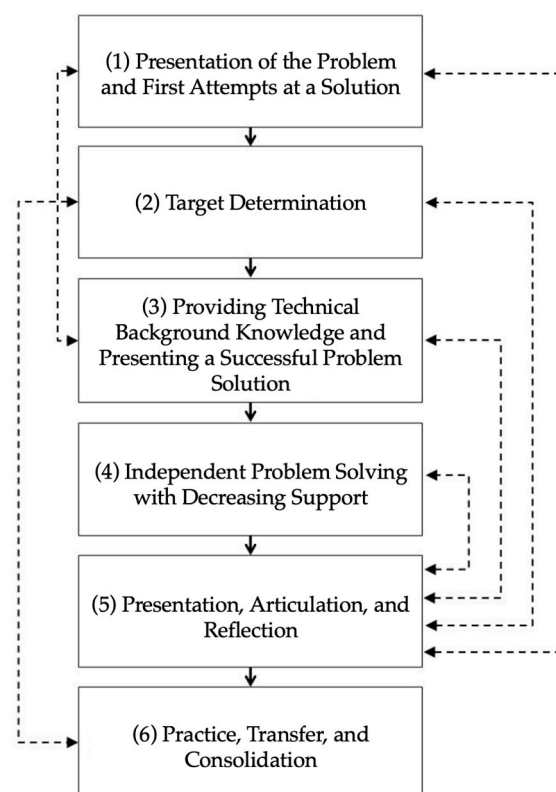 (1) Presentation of the Problem
and First Attempts at a Solution
(2) Target Determination
(3) Providing Technical
Background Knowledge and
Presenting a Successful Problem
Solution
(4) Independent Problem Solving
with Decreasing Support
(5) Presentation, Articulation, and
Reflection
(6) Practice, Transfer, and
Consolidation